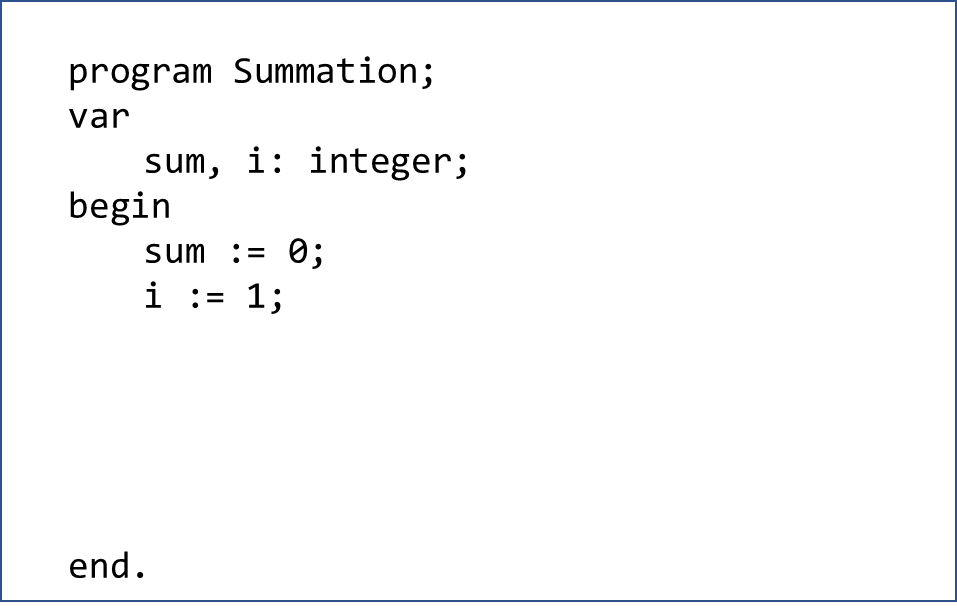 program Summation;
var
    sum, i: integer;
begin
    sum := 0;
    i := 1;
end.